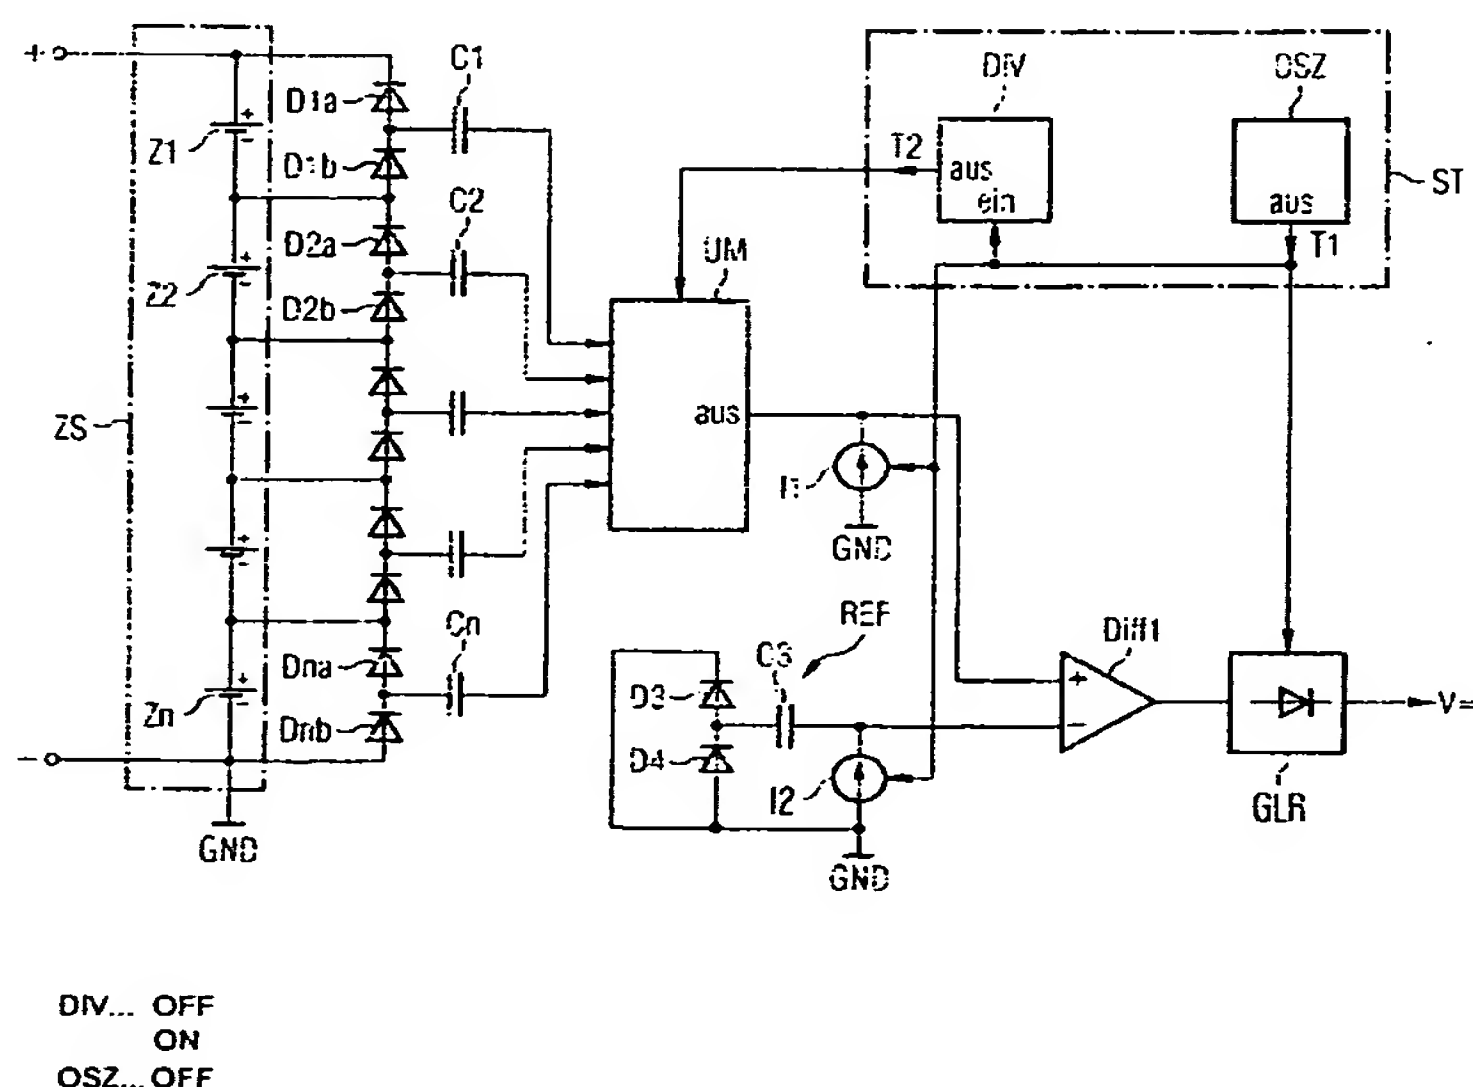 +
C1
DIV
OSZ
D1a
Z1
T2
aus
ein
aus
ST
D1b
C2
T1
D2a
UM
Z2
D2b
ZS
aus
I1
GND
REF
Cn
Diff1
Dna
C3
+
D3
Zn
−
V=
Dnb
D4
−
I2
GLR
GND
GND
DIV... OFF
ON
OSZ... OFF